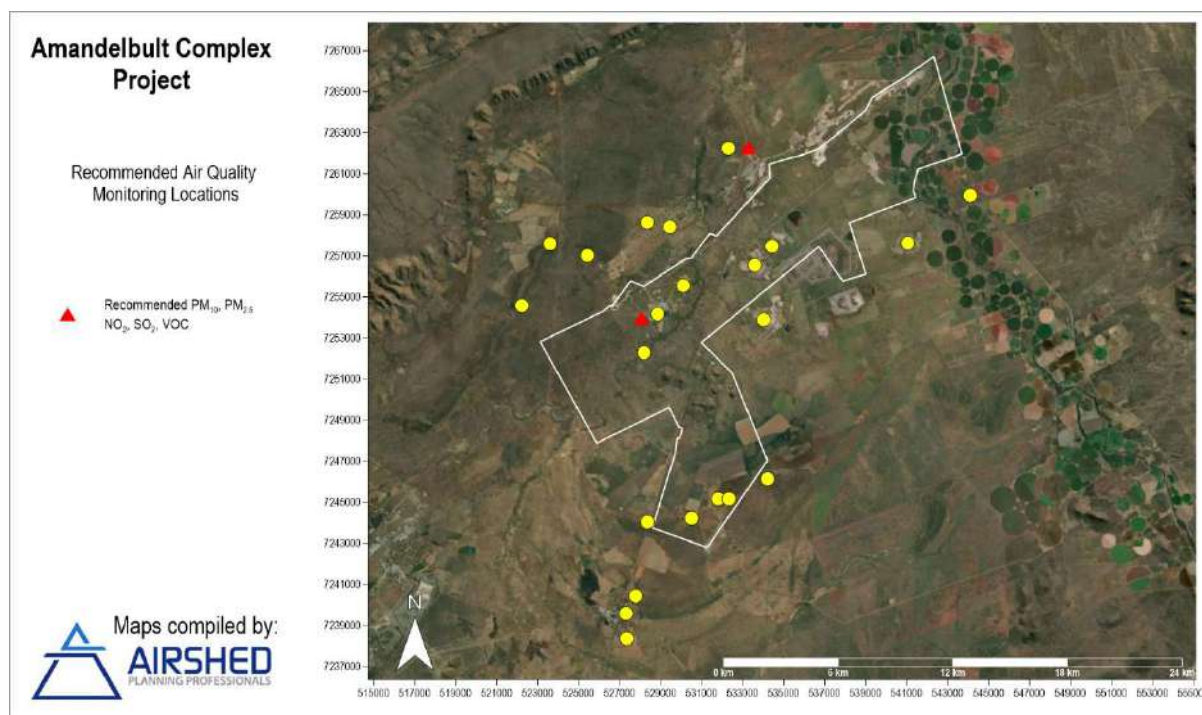 Amandelbult Complex
Project
Recommended Air Quality
Monitoring Locations
Recommended PM₁₀, PM₂.₅
NO₂, SO₂, VOC
Maps compiled by:
AIRSHED
PLANNING PROFESSIONALS
7267000
7265000
7263000
7261000
7259000
7257000
7255000
7253000
7251000
7249000
7247000
7245000
7243000
7241000
7239000
7237000
N
0 km 6 km 12 km 18 km 24 km
515000 517000 519000 521000 523000 525000 527000 529000 531000 533000 535000 537000 539000 541000 543000 545000 547000 549000 551000 553000